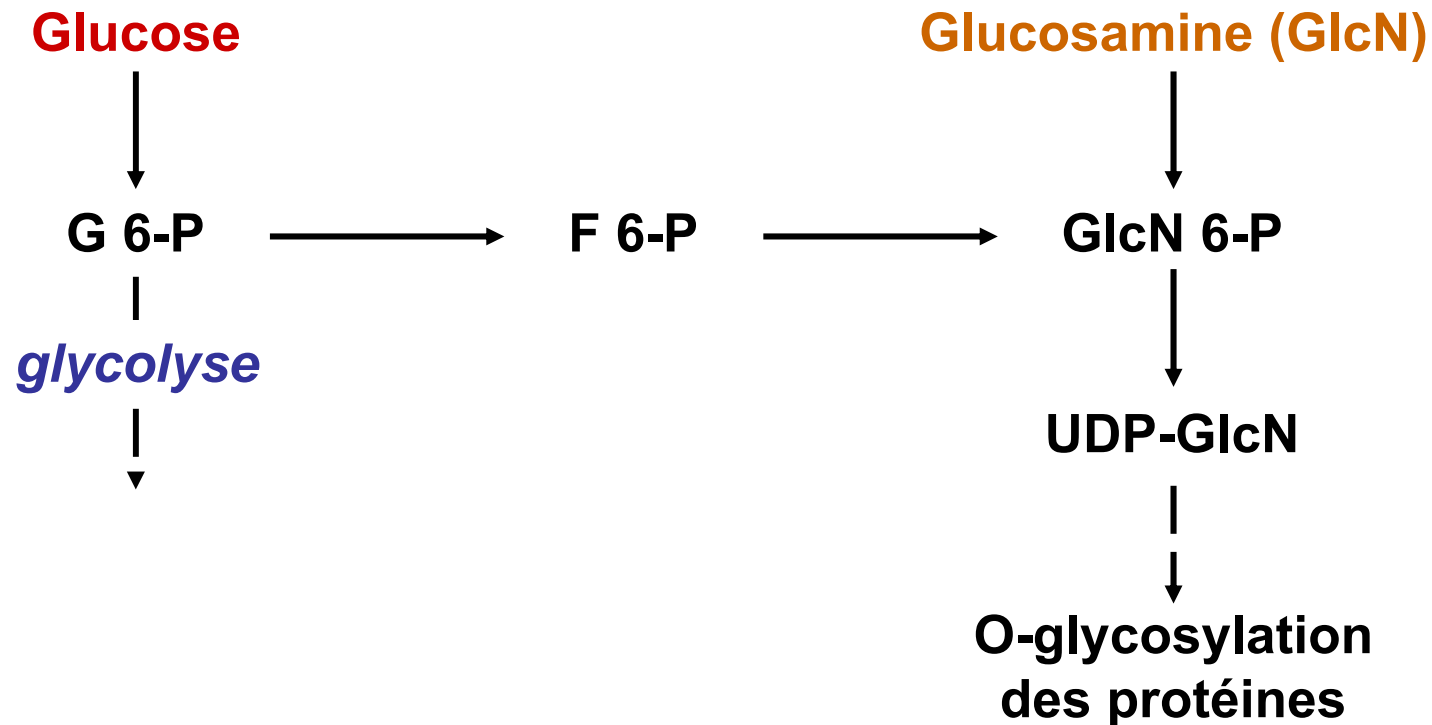 Glucose
Glucosamine (GlcN)
G 6-P
F 6-P
GlcN 6-P
glycolyse
UDP-GlcN
O-glycosylation
des protéines